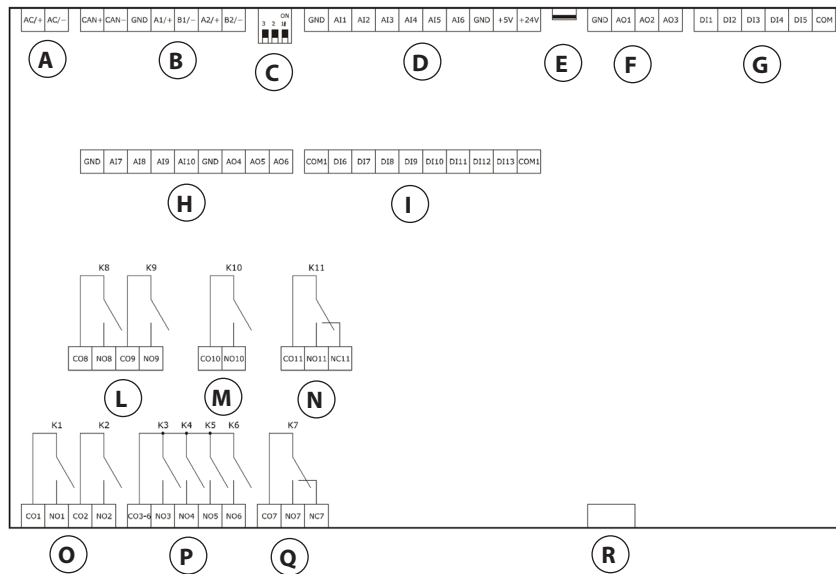 AC/+ AC/− CAN+ CAN− GND A1/+ B1/− A2/+ B2/− ON GND AI1 AI2 AI3 AI4 AI5 AI6 GND +5V +24V GND AO1 AO2 AO3 DI1 DI2 DI3 DI4 DI5 COM
3 2 1
A B C D E F G
GND AI7 AI8 AI9 AI10 GND AO4 AO5 AO6 COM1 DI6 DI7 DI8 DI9 DI10 DI11 DI12 DI13 COM1
H I
K8 K9 K10 K11
CO8 NO8 CO9 NO9 CO10 NO10 CO11 NO11 NC11
L M N
K1 K2 K3 K4 K5 K6 K7
CO1 NO1 CO2 NO2 CO3-6 NO3 NO4 NO5 NO6 CO7 NO7 NC7
O P Q R